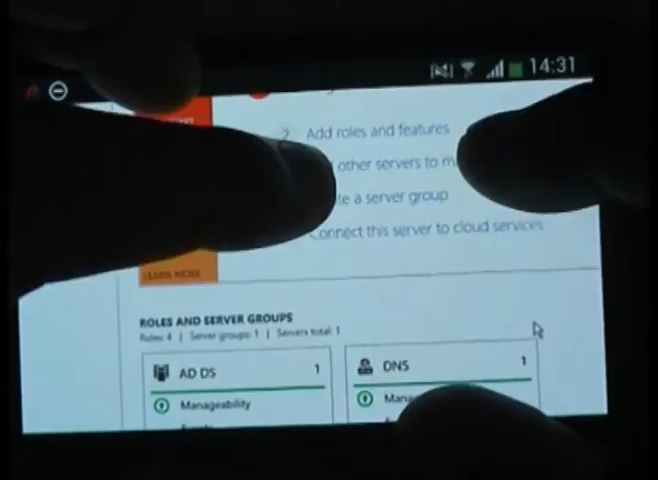 14:31
2 Add roles and features
other servers to m
te a server group
Connect this server to cloud services
LEARN MORE
ROLES AND SERVER GROUPS
Roles: 4 | Server groups: 1 | Servers total: 1
AD DS 1
DNS 1
Manageability
Mana